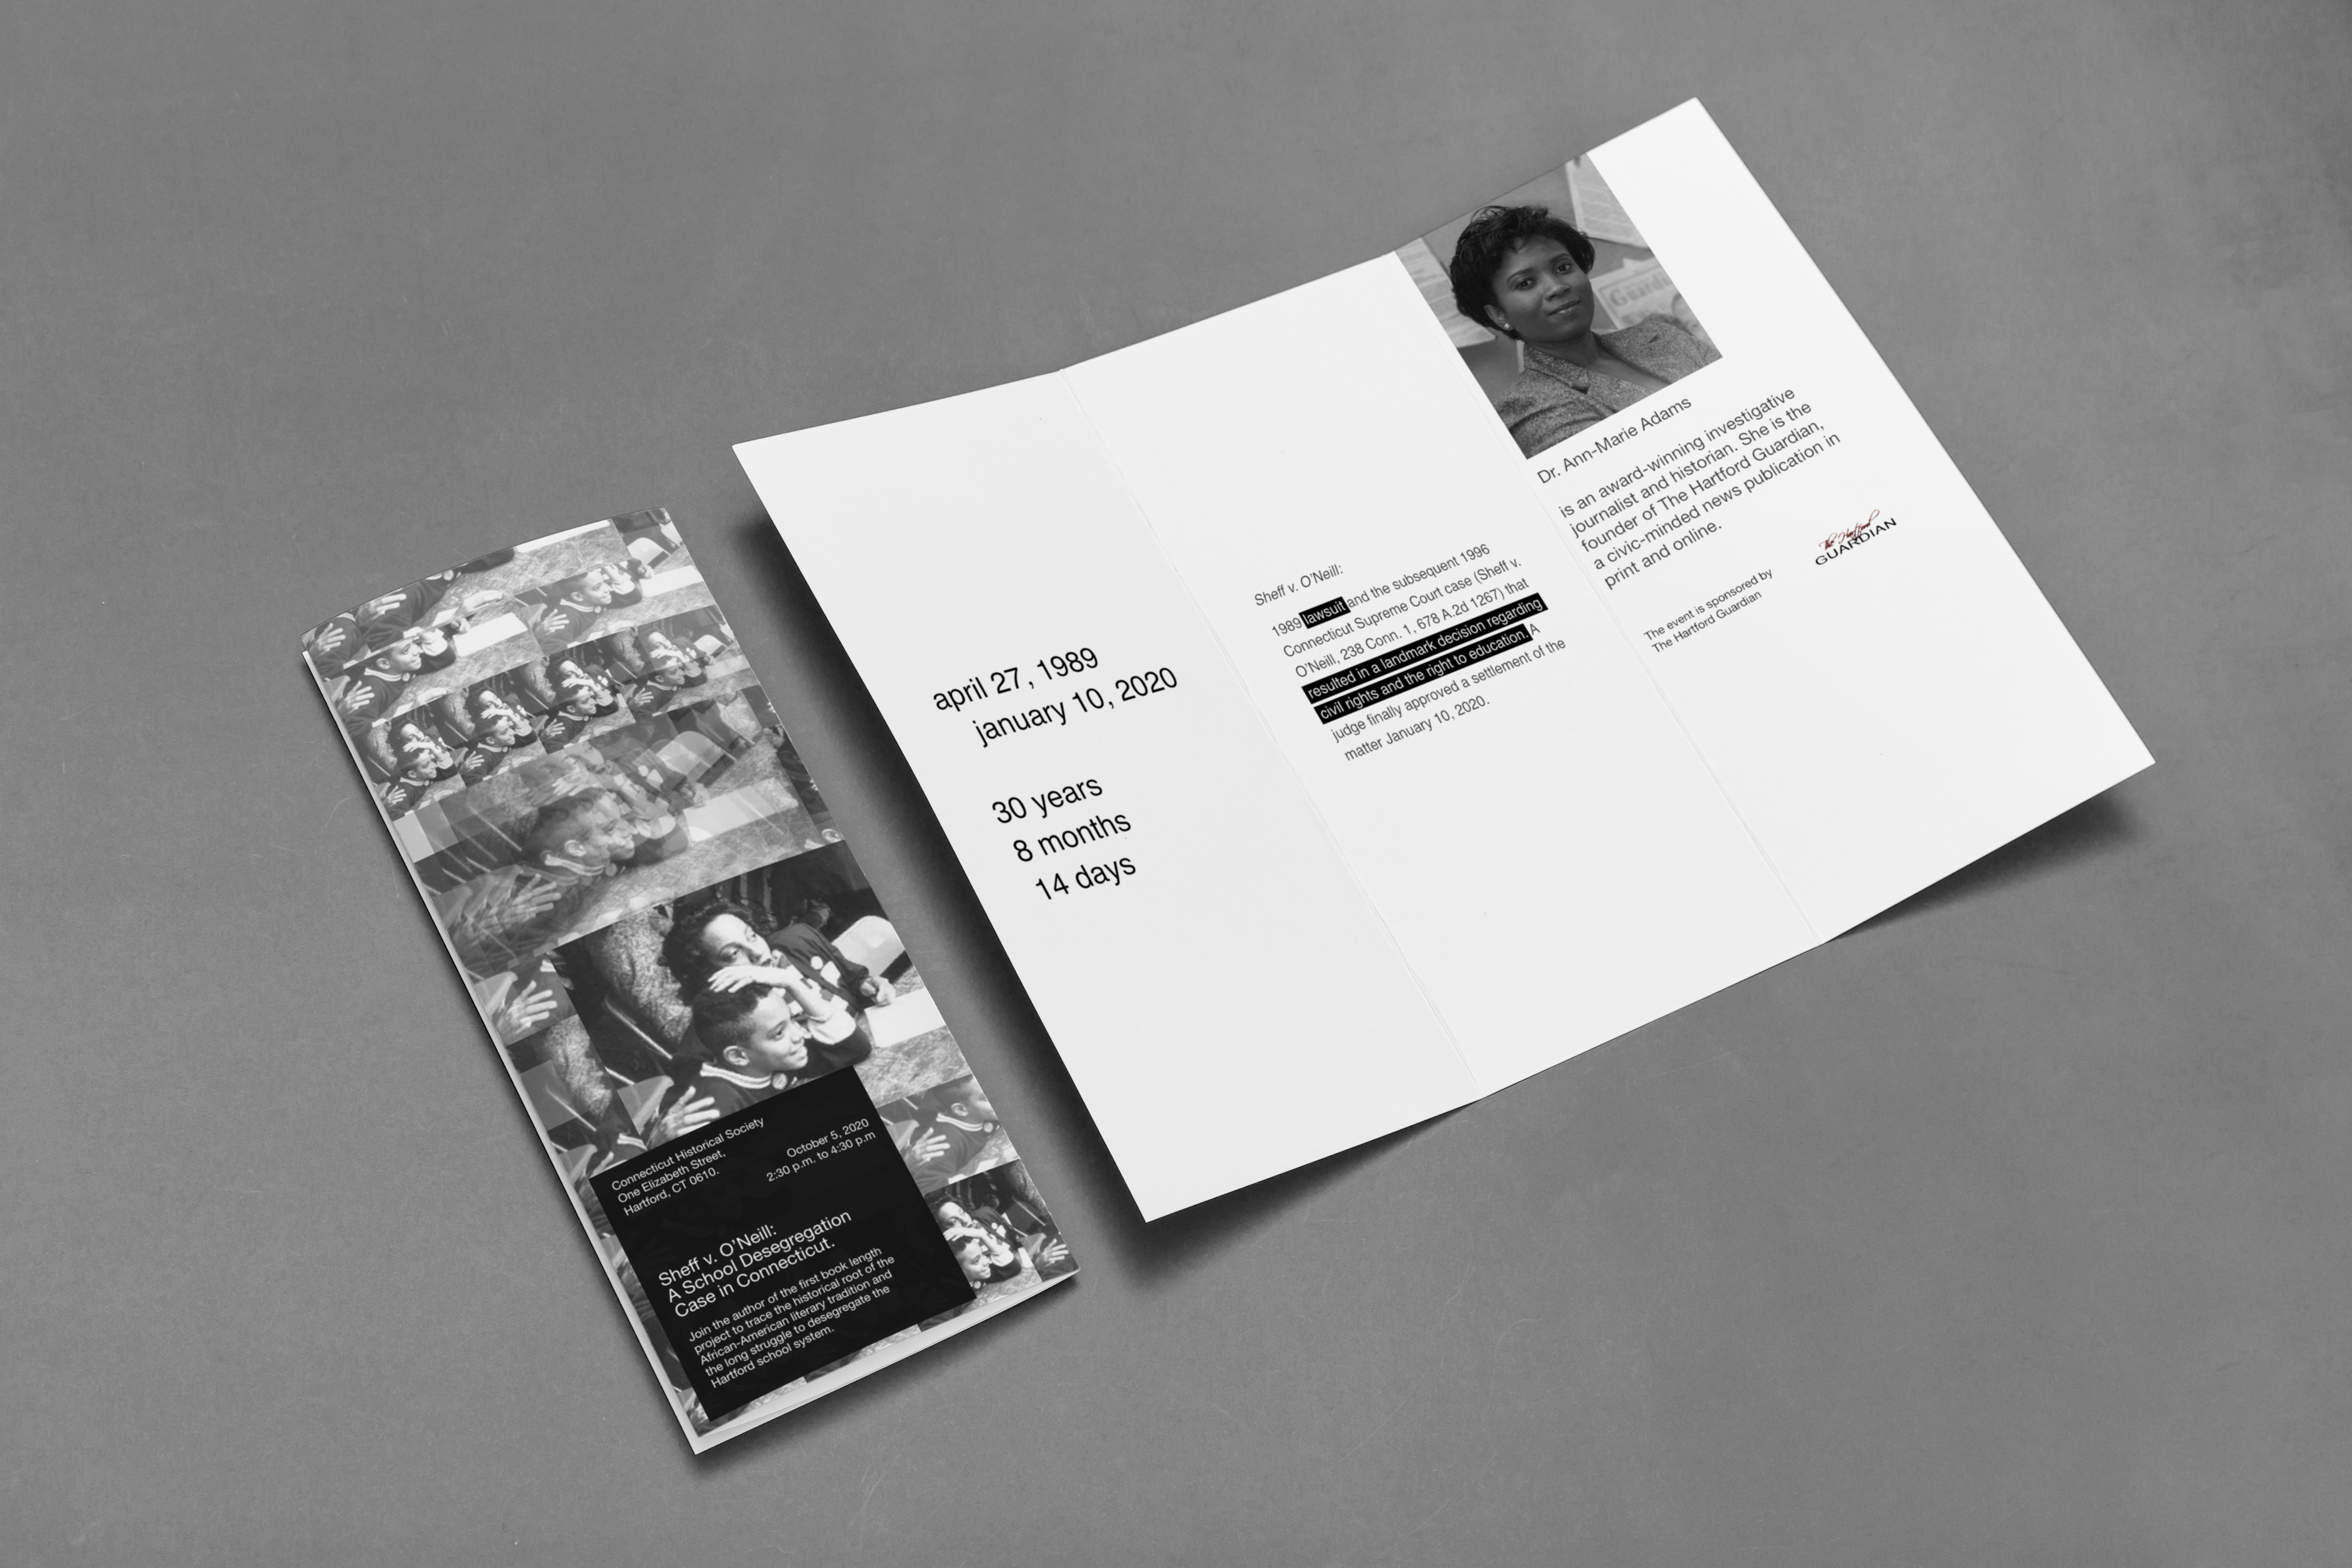 Connecticut Historical Society
One Elizabeth Street,
Hartford, CT 0610.
October 5, 2020
2:30 p.m. to 4:30 p.m
Sheff v. O'Neill:
A School Desegregation
Case in Connecticut.
Join the author of the first book length
project to trace the historical root of the
African-American literary tradition and
the long struggle to desegregate the
Hartford school system.
april 27, 1989
january 10, 2020
30 years
8 months
14 days
Sheff v. O'Neill:
1989 lawsuit and the subsequent 1996
Connecticut Supreme Court case (Sheff v.
O'Neill, 238 Conn. 1, 678 A.2d 1267) that
resulted in a landmark decision regarding
civil rights and the right to education. A
judge finally approved a settlement of the
matter January 10, 2020.
Guardi
Dr. Ann-Marie Adams
is an award-winning investigative
journalist and historian. She is the
founder of The Hartford Guardian,
a civic-minded news publication in
print and online.
The event is sponsored by
The Hartford Guardian
The Hartford
GUARDIAN